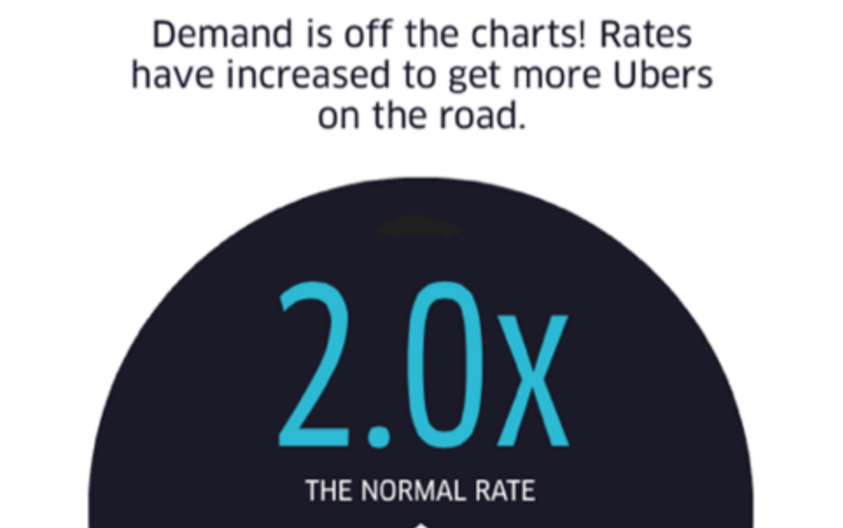 Demand is off the charts! Rates
have increased to get more Ubers
on the road.
2.0x
THE NORMAL RATE